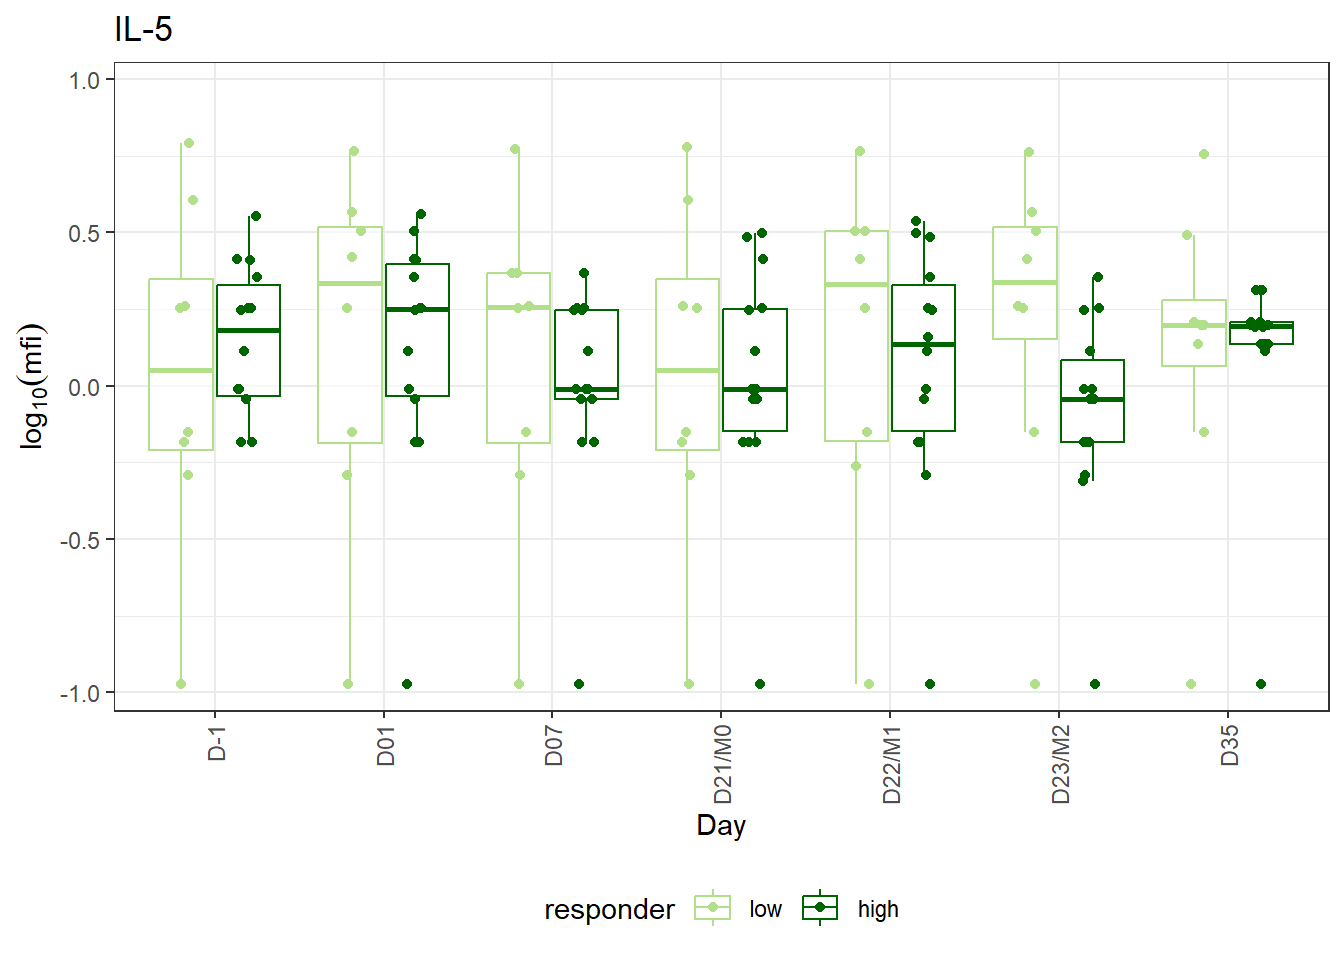 IL-5
1.0
0.5
0.0
-0.5
-1.0
log10(mfi)
D-1
D01
D07
D21/M0
D22/M1
D23/M2
D35
Day
responder low high